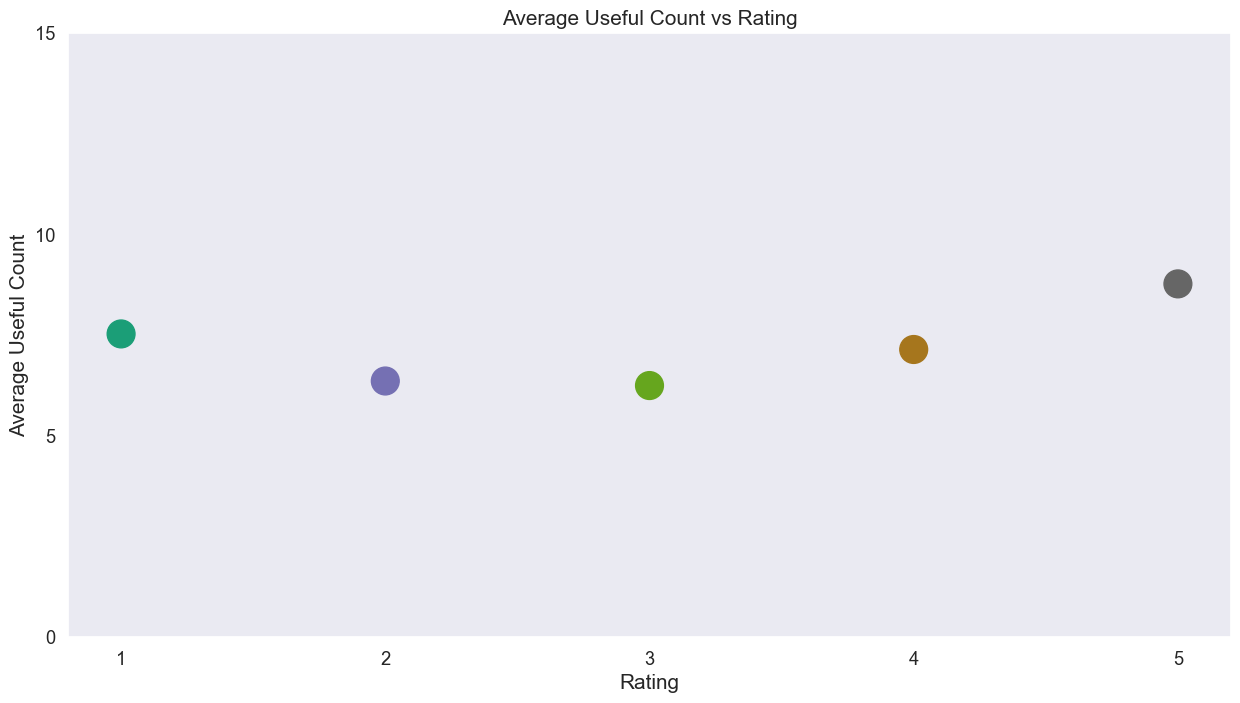 Average Useful Count vs Rating
15
10
5
0
Average Useful Count
1 2 3 4 5
Rating